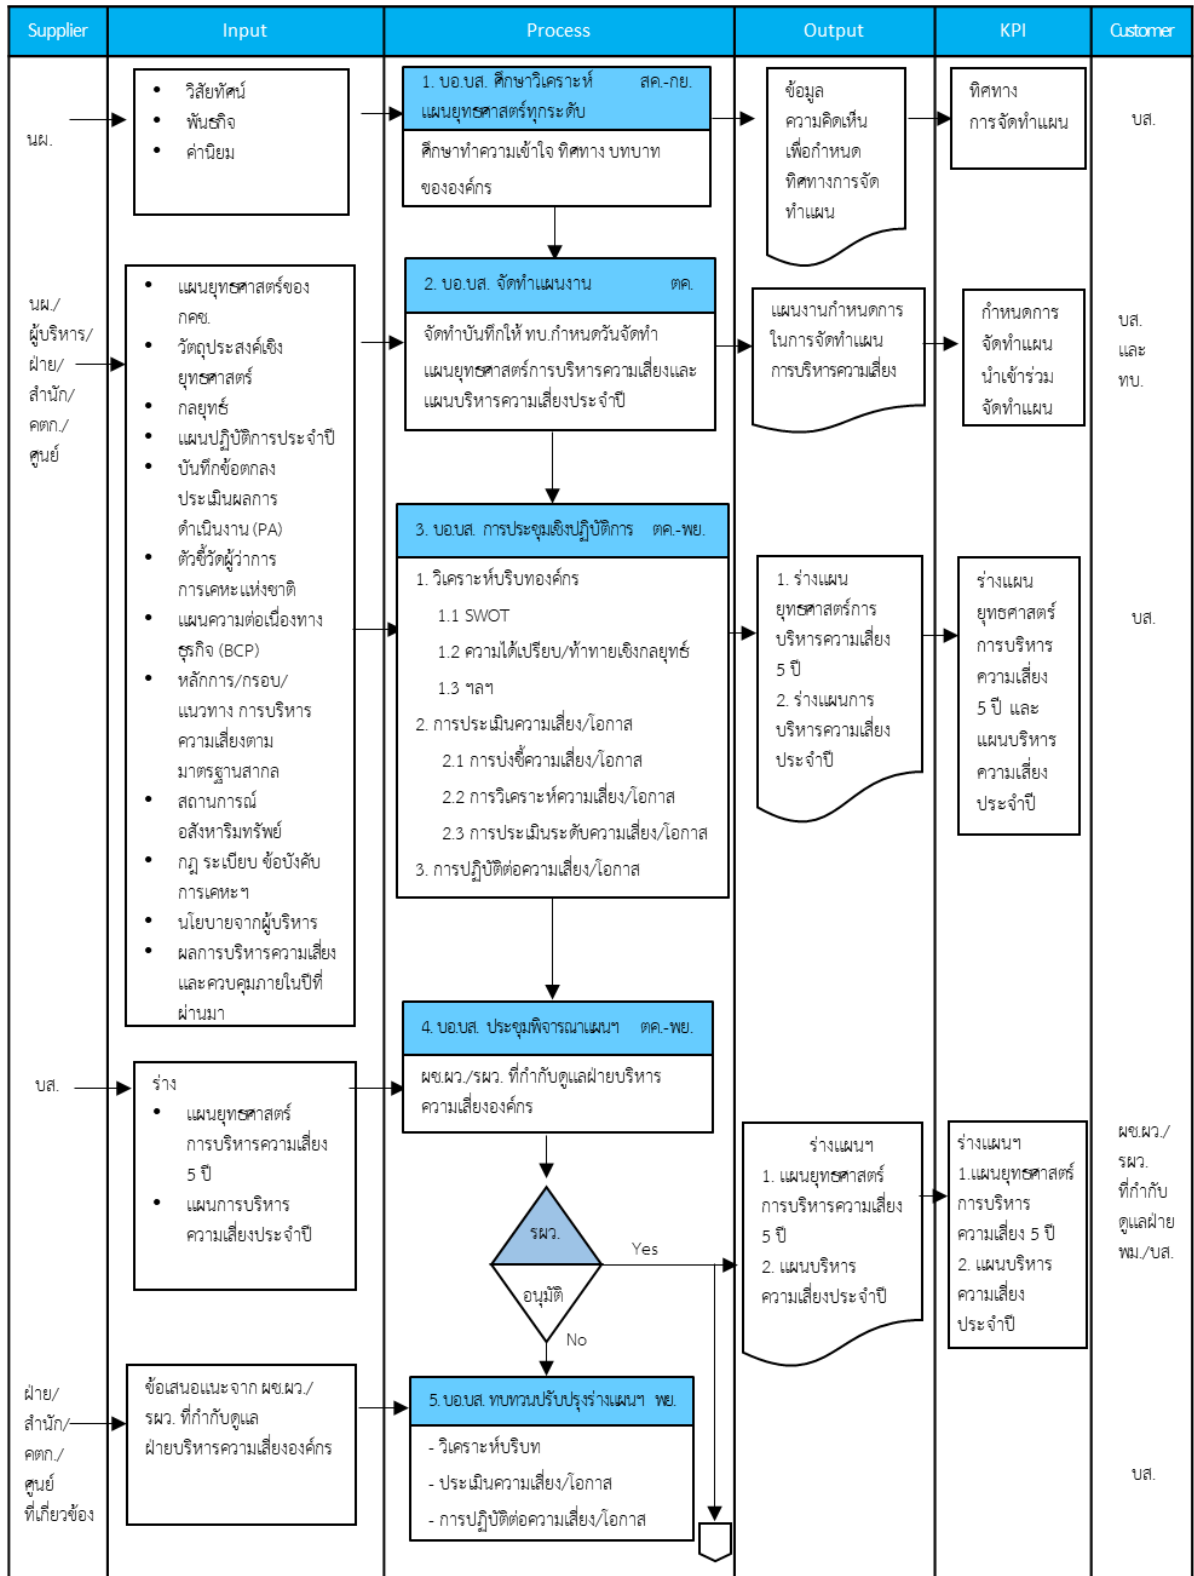 Supplier
Input
Process
Output
KPI
Customer
นผ.
• วิสัยทัศน์
• พันธกิจ
• ค่านิยม
1. บอ.บส. ศึกษาวิเคราะห์ สค.-กย.
แผนยุทธศาสตร์ทุกระดับ
ศึกษาทำความเข้าใจ ทิศทาง บทบาท
ขององค์กร
ข้อมูล
ความคิดเห็น
เพื่อกำหนด
ทิศทางการจัด
ทำแผน
ทิศทาง
การจัดทำแผน
บส.
นผ./
ผู้บริหาร/
ฝ่าย/
สำนัก/
คตก./
ศูนย์
• แผนยุทธศาสตร์ของ
กคช.
• วัตถุประสงค์เชิง
ยุทธศาสตร์
• กลยุทธ์
• แผนปฏิบัติการประจำปี
• บันทึกข้อตกลง
ประเมินผลการ
ดำเนินงาน (PA)
• ตัวชี้วัดผู้ว่าการ
การเคหะแห่งชาติ
• แผนความต่อเนื่องทาง
ธุรกิจ (BCP)
• หลักการ/กรอบ/
แนวทาง การบริหาร
ความเสี่ยงตาม
มาตรฐานสากล
• สถานการณ์
อสังหาริมทรัพย์
• กฎ ระเบียบ ข้อบังคับ
การเคหะฯ
• นโยบายจากผู้บริหาร
• ผลการบริหารความเสี่ยง
และควบคุมภายในปีที่
ผ่านมา
2. บอ.บส. จัดทำแผนงาน ตค.
จัดทำบันทึกให้ ทบ.กำหนดวันจัดทำ
แผนยุทธศาสตร์การบริหารความเสี่ยงและ
แผนบริหารความเสี่ยงประจำปี
แผนงานกำหนดการ
ในการจัดทำแผน
การบริหารความเสี่ยง
กำหนดการ
จัดทำแผน
นำเข้าร่วม
จัดทำแผน
บส.
และ
ทบ.
3. บอ.บส. การประชุมเชิงปฏิบัติการ ตค.-พย.
1. วิเคราะห์บริบทองค์กร
1.1 SWOT
1.2 ความได้เปรียบ/ท้าทายเชิงกลยุทธ์
1.3 ฯลฯ
2. การประเมินความเสี่ยง/โอกาส
2.1 การบ่งชี้ความเสี่ยง/โอกาส
2.2 การวิเคราะห์ความเสี่ยง/โอกาส
2.3 การประเมินระดับความเสี่ยง/โอกาส
3. การปฏิบัติต่อความเสี่ยง/โอกาส
1. ร่างแผน
ยุทธศาสตร์การ
บริหารความเสี่ยง
5 ปี
2. ร่างแผนการ
บริหารความเสี่ยง
ประจำปี
ร่างแผน
ยุทธศาสตร์
การบริหาร
ความเสี่ยง
5 ปี และ
แผนบริหาร
ความเสี่ยง
ประจำปี
บส.
บส.
ร่าง
• แผนยุทธศาสตร์
การบริหารความเสี่ยง
5 ปี
• แผนการบริหาร
ความเสี่ยงประจำปี
4. บอ.บส. ประชุมพิจารณาแผนฯ ตค.-พย.
ผช.ผว./รผว. ที่กำกับดูแลฝ่ายบริหาร
ความเสี่ยงองค์กร
รผว.
อนุมัติ
Yes
No
ร่างแผนฯ
1. แผนยุทธศาสตร์
การบริหารความเสี่ยง
5 ปี
2. แผนบริหาร
ความเสี่ยงประจำปี
ร่างแผนฯ
1.แผนยุทธศาสตร์
การบริหาร
ความเสี่ยง 5 ปี
2. แผนบริหาร
ความเสี่ยง
ประจำปี
ผช.ผว./
รผว.
ที่กำกับ
ดูแลฝ่าย
พม./บส.
ฝ่าย/
สำนัก/
คตก./
ศูนย์
ที่เกี่ยวข้อง
ข้อเสนอแนะจาก ผช.ผว./
รผว. ที่กำกับดูแล
ฝ่ายบริหารความเสี่ยงองค์กร
5. บอ.บส. ทบทวนปรับปรุงร่างแผนฯ พย.
- วิเคราะห์บริบท
- ประเมินความเสี่ยง/โอกาส
- การปฏิบัติต่อความเสี่ยง/โอกาส
บส.